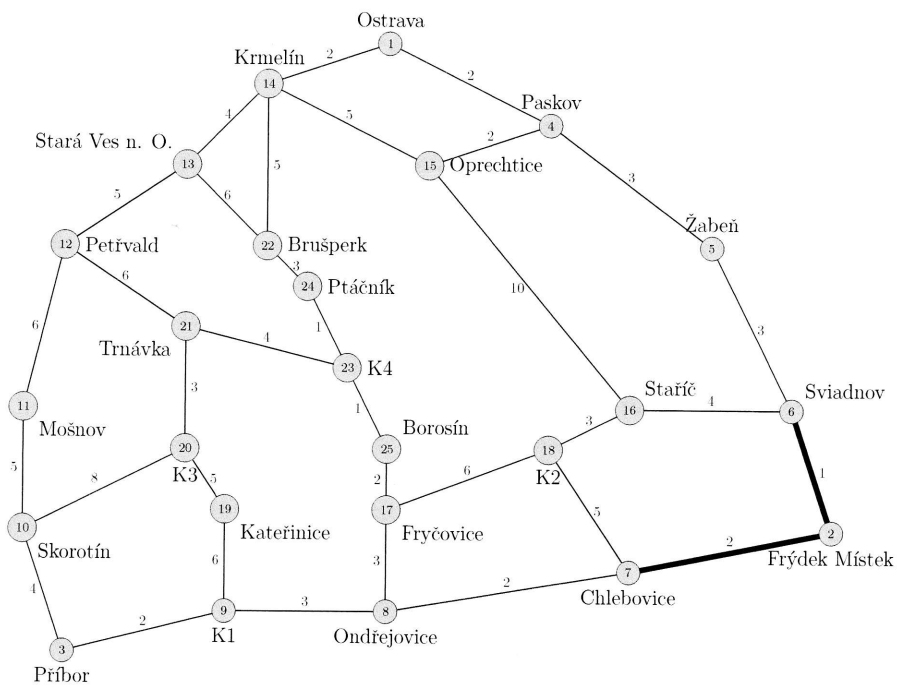 Ostrava
1
2
2
Krmelín
14
Paskov
4
4
5
2
Stará Ves n. O.
13
15 Oprechtice
5
3
5
6
Žabeň
5
12 Petřvald
22 Brušperk
3
24 Ptáčník
6
10
1
6
21
4
3
Trnávka
23 K4
Staříč
Sviadnov
11
3
1
16
4
6
Mošnov
Borosín
3
20
25
18
5
K3
6
K2
1
8
5
2
19
17
5
10
Kateřinice
Fryčovice
2
2
Skorotín
Frýdek Místek
6
3
7
4
2
Chlebovice
3
2
9
8
K1
Ondřejovice
3
Příbor